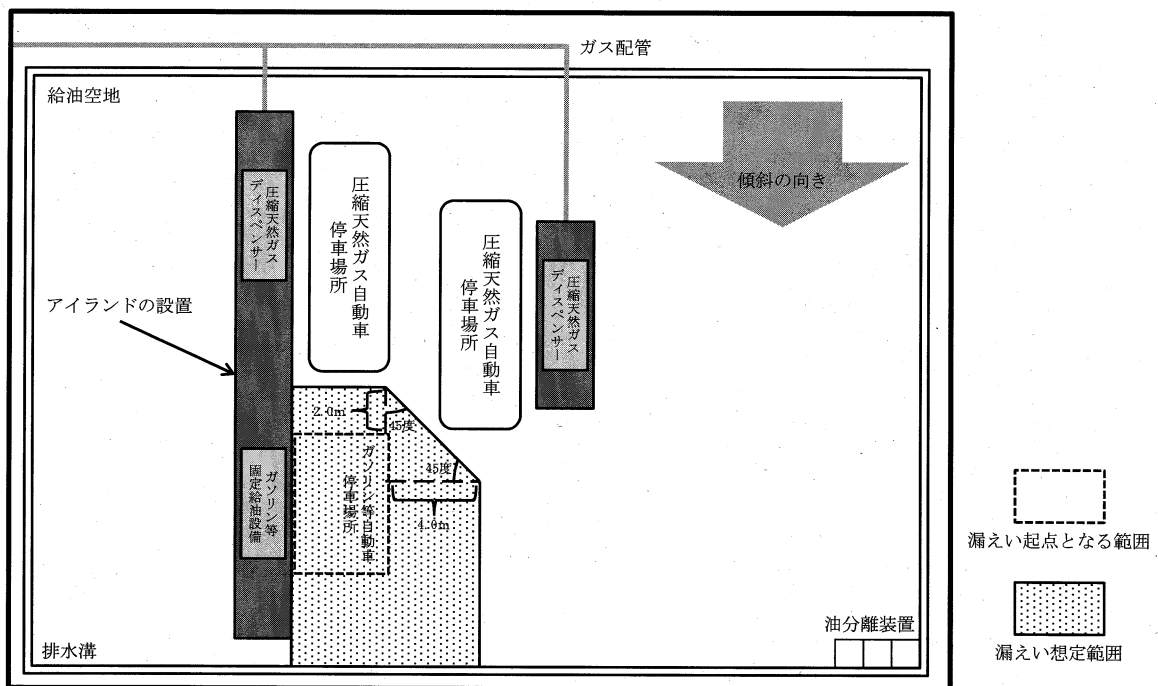 ガス配管
給油空地
傾斜の向き
圧縮天然ガス
ディスペンサー
圧縮天然ガス自動車
停車場所
圧縮天然ガス自動車
停車場所
圧縮天然ガス
ディスペンサー
アイランドの設置
2.0m
45度
45度
4.0m
ガソリン等
固定給油設備
ガソリン等自動車
停車場所
漏えい起点となる範囲
漏えい想定範囲
排水溝
油分離装置